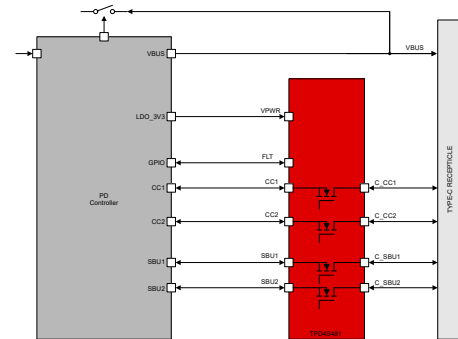 VBUS
VBUS
LDO_3V3
VPWR
GPIO
FLT
CC1
CC1
C_CC1
PD
Controller
CC2
CC2
C_CC2
SBU1
SBU1
C_SBU1
SBU2
SBU2
C_SBU2
TYPE-C RECEPTICLE
TPD4S481